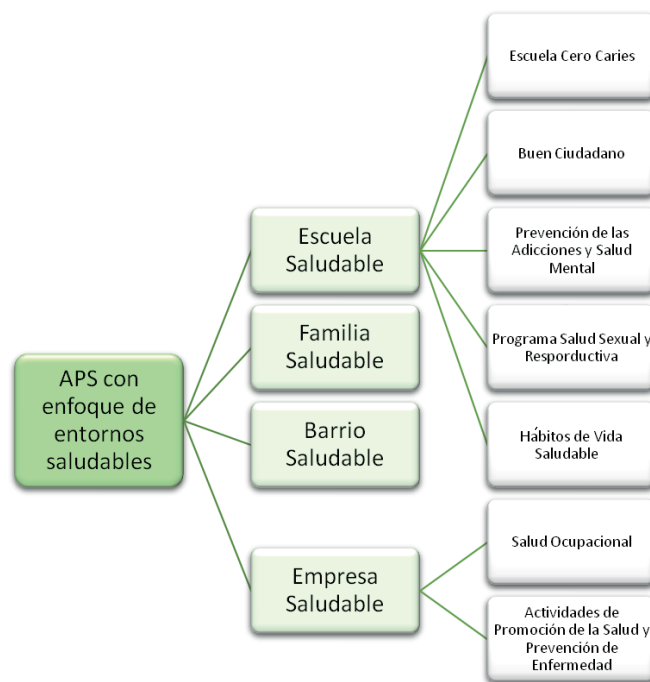 Escuela Cero Caries
Buen Ciudadano
Escuela
Saludable
Prevención de las
Adicciones y Salud
Mental
Familia
Saludable
Programa Salud Sexual y
Resporductiva
APS con
enfoque de
entornos
saludables
Barrio
Saludable
Hábitos de Vida
Saludable
Salud Ocupacional
Empresa
Saludable
Actividades de
Promoción de la Salud y
Prevención de
Enfermedad